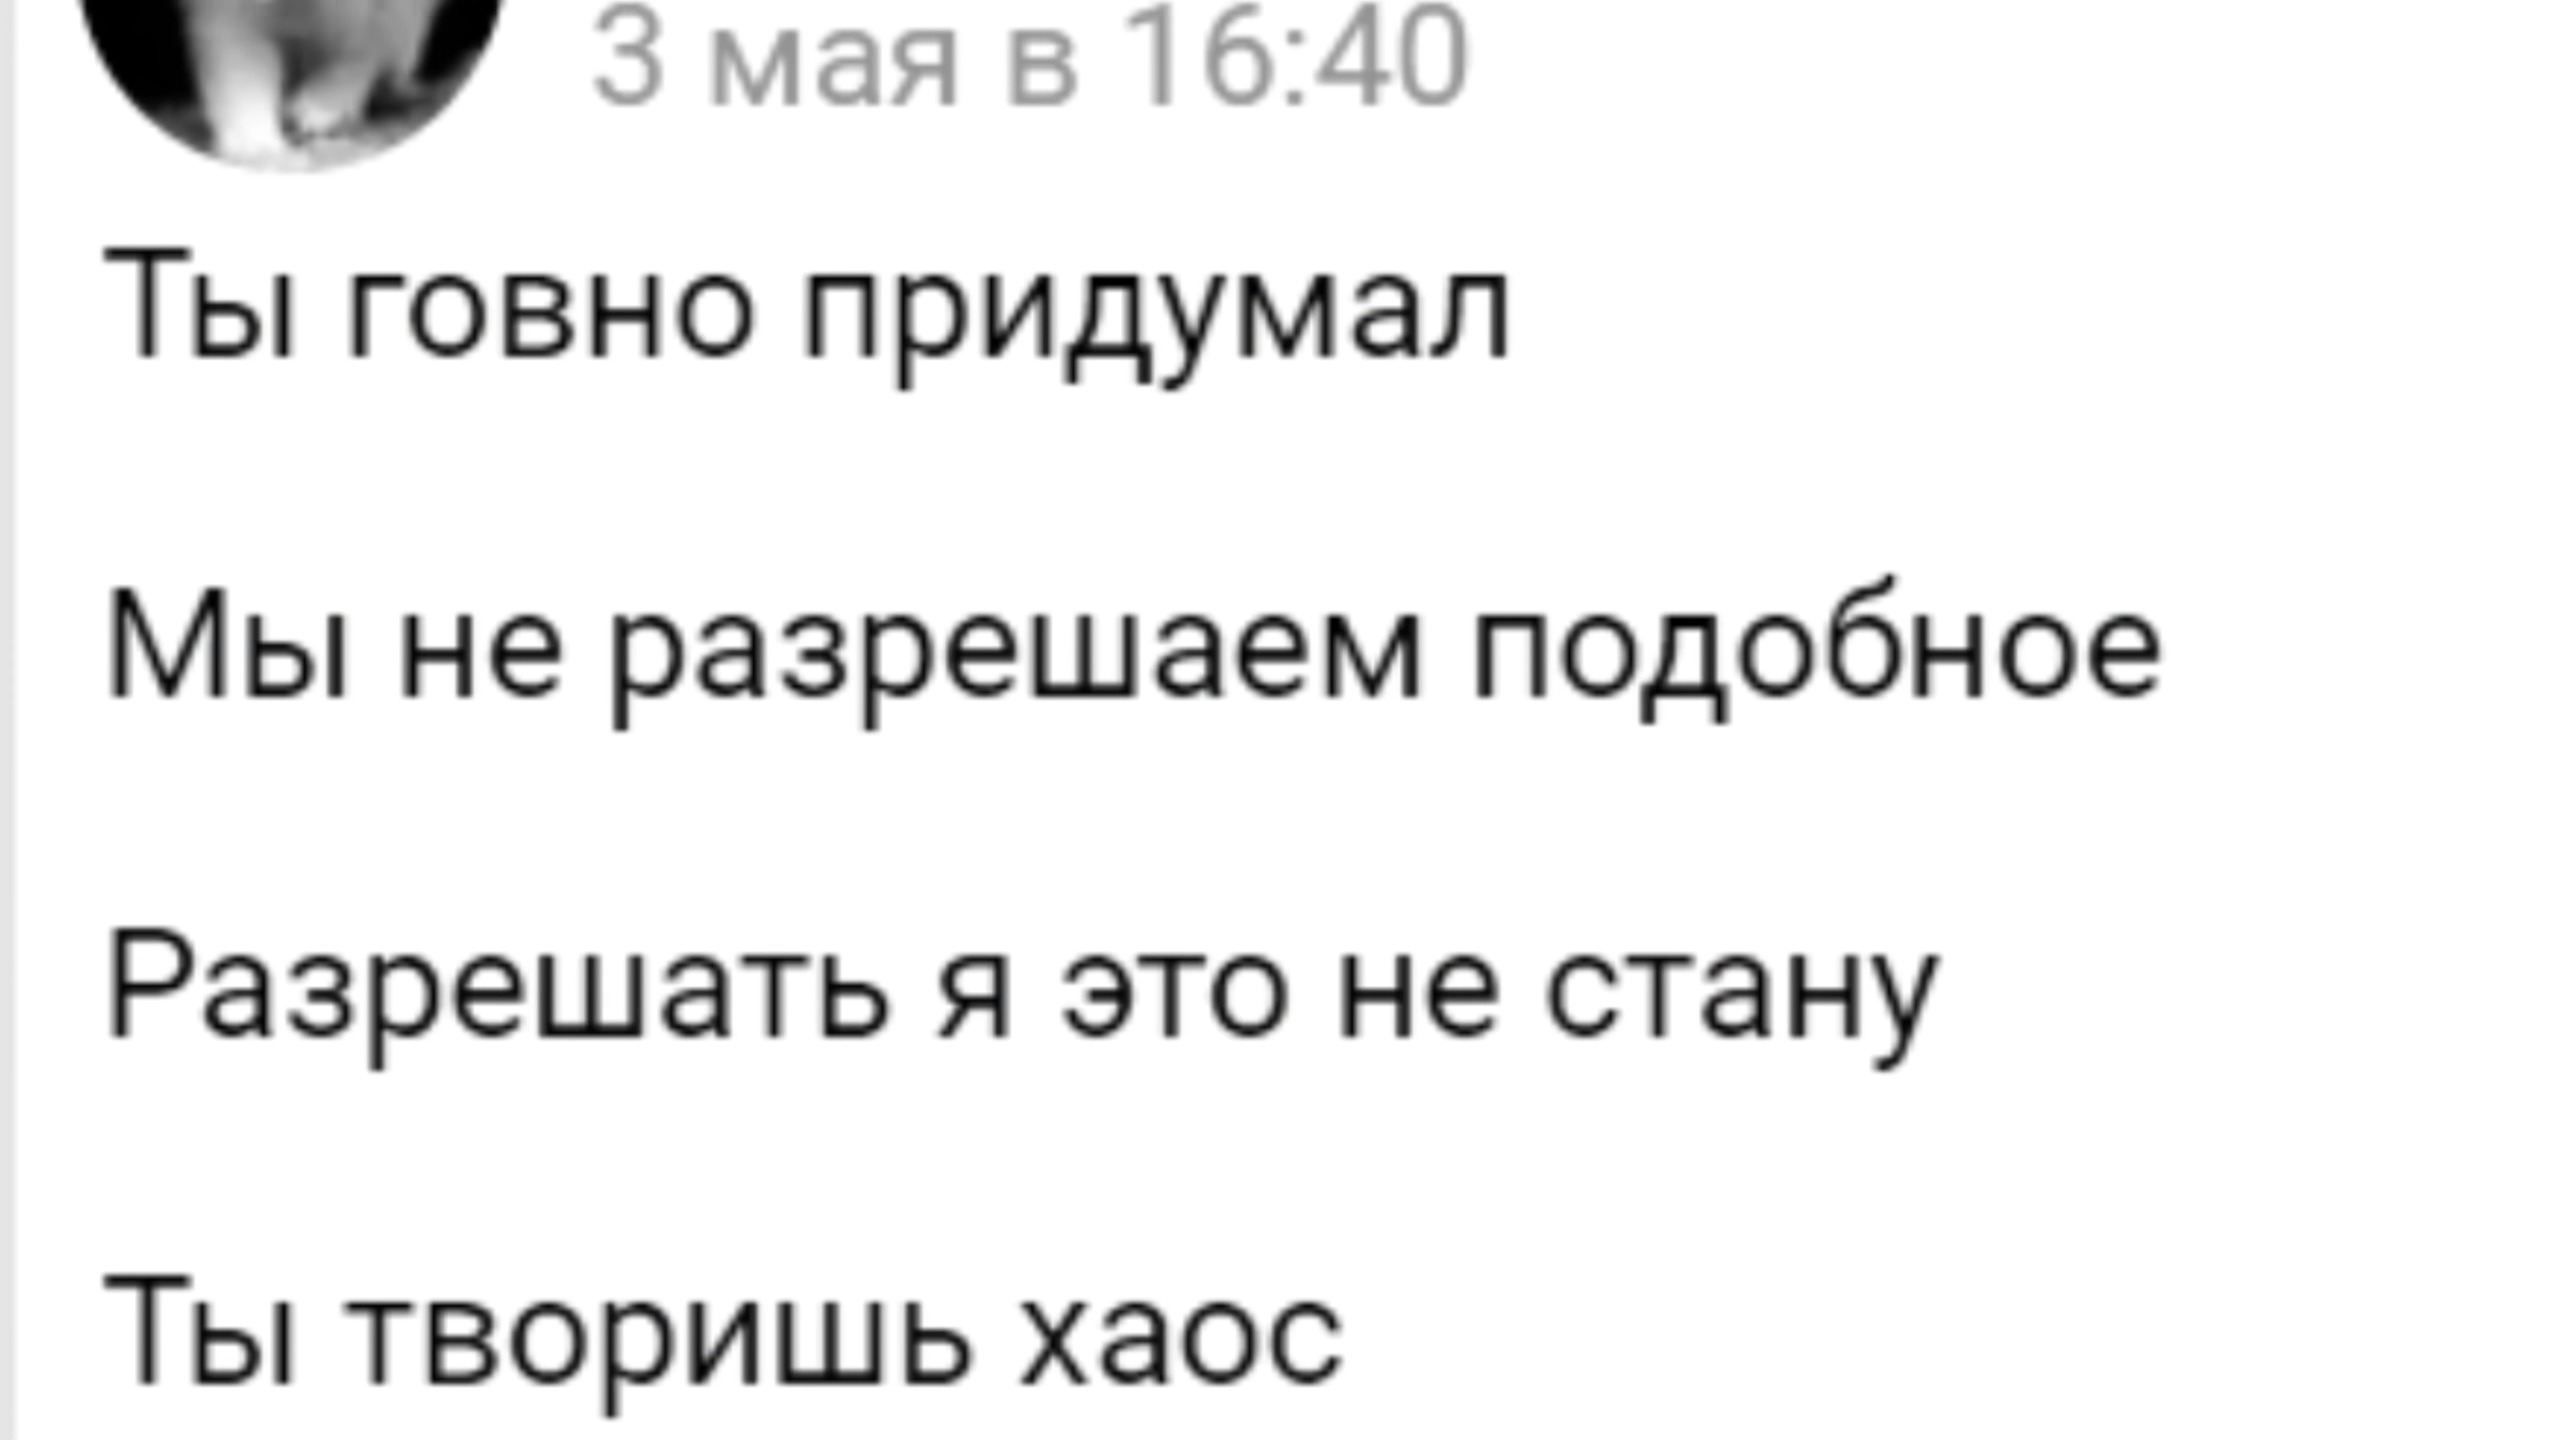 3 мая в 16:40
Ты говно придумал
Мы не разрешаем подобное
Разрешать я это не стану
Ты творишь хаос